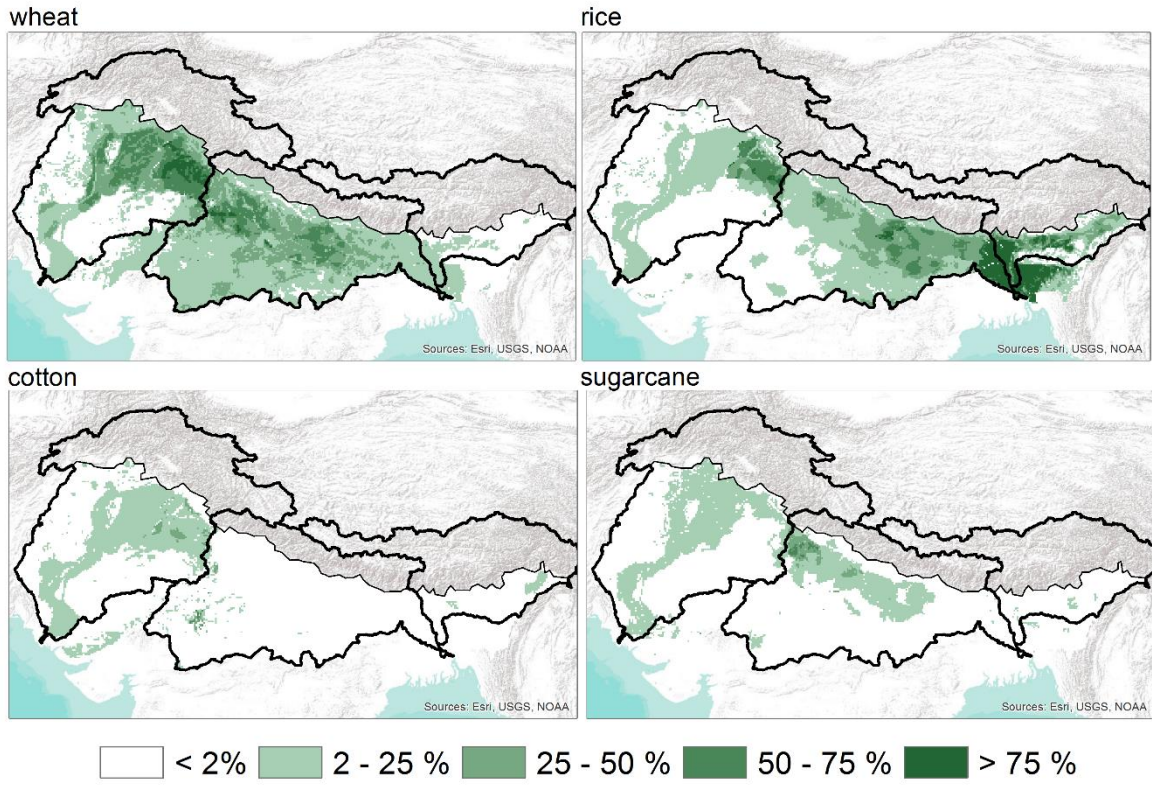 wheat
rice
Sources: Esri, USGS, NOAA
Sources: Esri, USGS, NOAA
cotton
sugarcane
Sources: Esri, USGS, NOAA
Sources: Esri, USGS, NOAA
< 2%
2 - 25 %
25 - 50 %
50 - 75 %
> 75 %